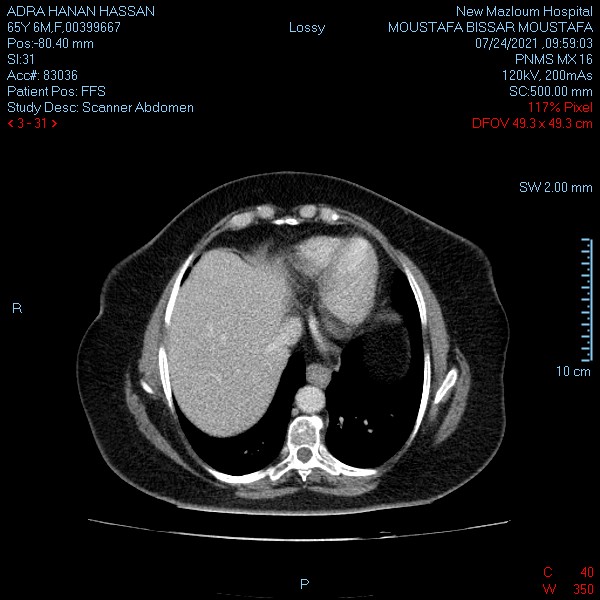 ADRA HANAN HASSAN
65Y 6M,F,00399667
Pos:-80.40 mm
SI:31
Acc#: 83036
Patient Pos: FFS
Study Desc: Scanner Abdomen
< 3 - 31 >
Lossy
New Mazloum Hospital
MOUSTAFA BISSAR MOUSTAFA
07/24/2021 ,09:59:03
PNMS MX 16
120kV, 200mAs
SC:500.00 mm
117% Pixel
DFOV 49.3 x 49.3 cm
SW 2.00 mm
R
10 cm
P
C 40
W 350